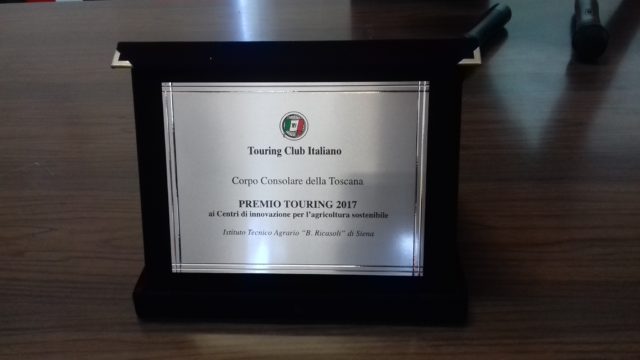 Touring Club Italiano
Corpo Consolare della Toscana
PREMIO TOURING 2017
ai Centri di innovazione per l'agricoltura sostenibile
Istituto Tecnico Agrario "B. Ricasoli" di Siena